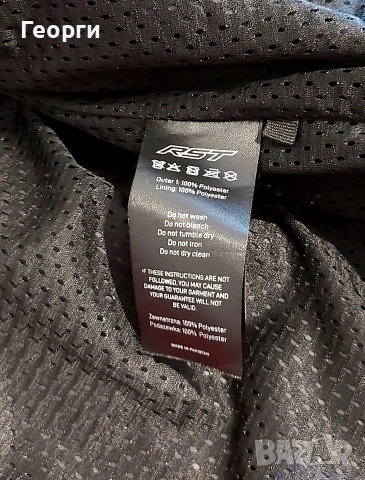 Георги
RST
Outer 1: 100% Polyester
Lining: 100% Polyester
Do not wash
Do not bleach
Do not tumble dry
Do not iron
Do not dry clean
IF THESE INSTRUCTIONS ARE NOT
FOLLOWED, YOU MAY CAUSE
DAMAGE TO YOUR GARMENT AND
YOUR GUARANTEE WILL NOT
BE VALID.
Zewnetrzna: 100% Polyester
Podszewka: 100% Polyester
MADE IN PAKISTAN
BAZAR